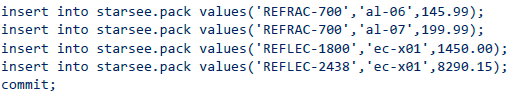 insert into starsee.pack values('REFRAC-700','al-06',145.99);
insert into starsee.pack values('REFRAC-700','al-07',199.99);
insert into starsee.pack values('REFLEC-1800','ec-x01',1450.00);
insert into starsee.pack values('REFLEC-2438','ec-x01',8290.15);
commit;